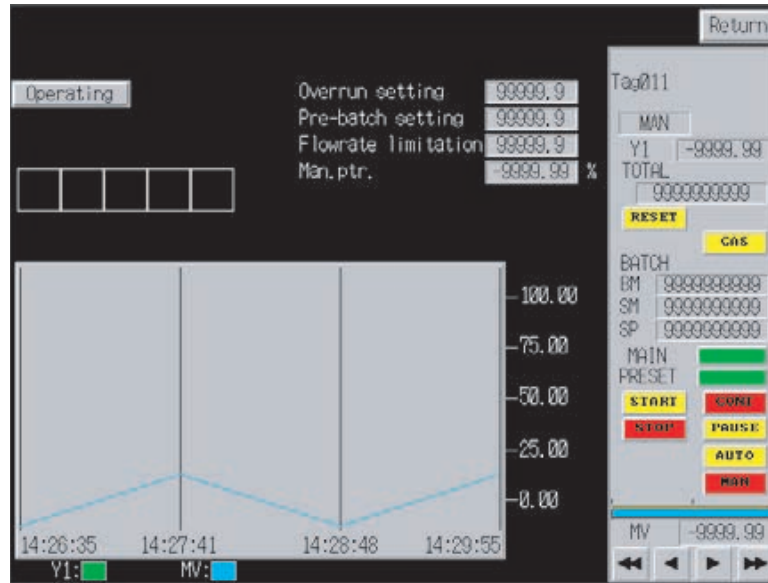 Return
Operating
Overrun setting 99999.9
Pre-batch setting 99999.9
Flowrate limitation 99999.9
Man.ptr. -9999.99 %
100.00
75.00
50.00
25.00
0.00
14:26:35 14:27:41 14:28:48 14:29:55
Y1: MV:
Tag011
MAN
Y1 -9999.99
TOTAL
9999999999
RESET
CAS
BATCH
BM 9999999999
SM 9999999999
SP 9999999999
MAIN
PRESET
START CONT
STOP PAUSE
AUTO
MAN
MV -9999.99